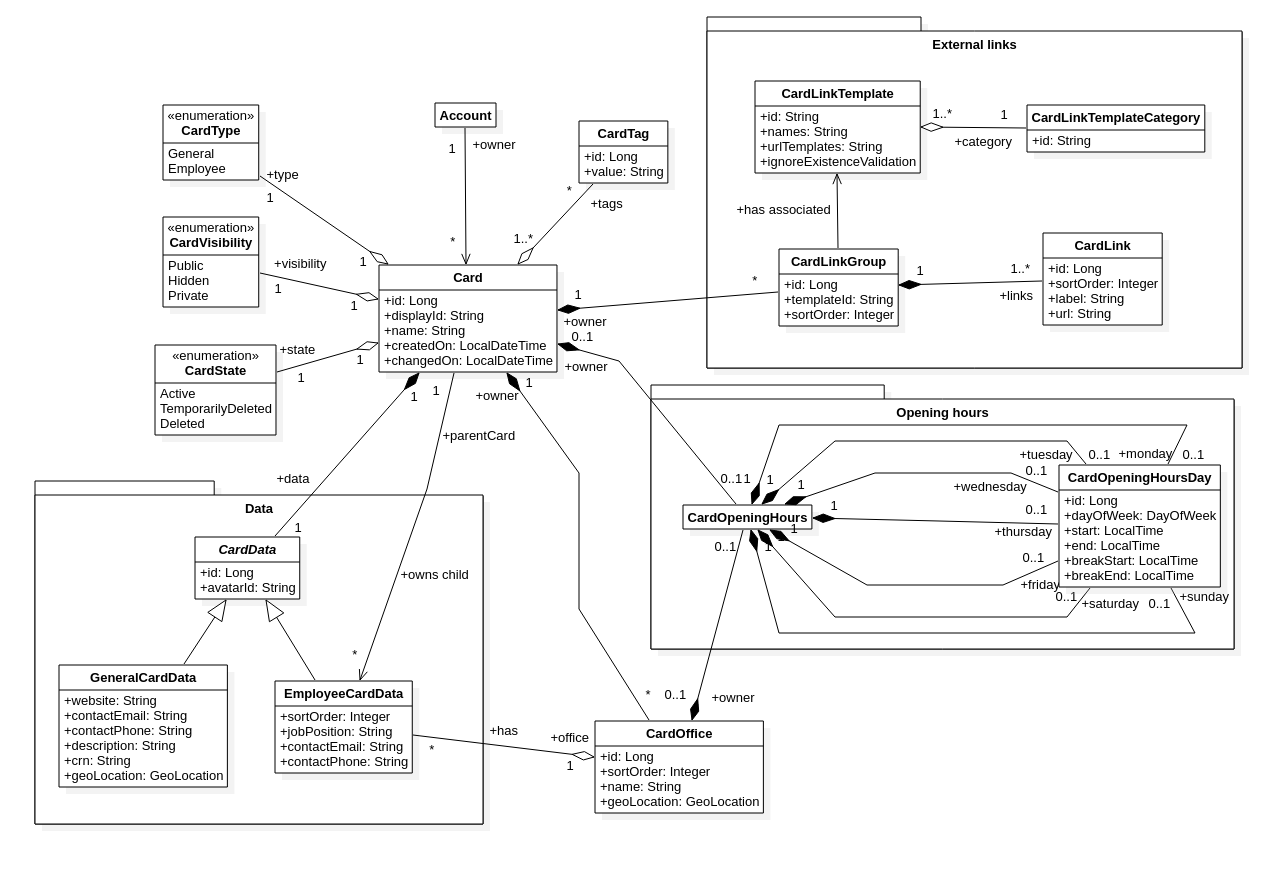 External links
CardLinkTemplate
+id: String
+names: String
+urlTemplates: String
+ignoreExistenceValidation
1..*
1
+category
CardLinkTemplateCategory
+id: String
+has associated
CardLinkGroup
+id: Long
+templateId: String
+sortOrder: Integer
1
1..*
+links
CardLink
+id: Long
+sortOrder: Integer
+label: String
+url: String
«enumeration»
CardType
General
Employee
+type
1
1
«enumeration»
CardVisibility
Public
Hidden
Private
+visibility
1
1
«enumeration»
CardState
Active
TemporarilyDeleted
Deleted
+state
1
1
Account
1
+owner
*
CardTag
+id: Long
+value: String
*
+tags
1..*
Card
+id: Long
+displayId: String
+name: String
+createdOn: LocalDateTime
+changedOn: LocalDateTime
1
+owner
*
0..1
+owner
1
1
1
+owner
+parentCard
+data
1
+owns child
*
Data
CardData
+id: Long
+avatarId: String
GeneralCardData
+website: String
+contactEmail: String
+contactPhone: String
+description: String
+crn: String
+geoLocation: GeoLocation
EmployeeCardData
+sortOrder: Integer
+jobPosition: String
+contactEmail: String
+contactPhone: String
*
+has
+office
1
CardOffice
+id: Long
+sortOrder: Integer
+name: String
+geoLocation: GeoLocation
*
0..1
+owner
Opening hours
CardOpeningHours
0..1
1
1
1
1
1
1
0..1
CardOpeningHoursDay
+id: Long
+dayOfWeek: DayOfWeek
+start: LocalTime
+end: LocalTime
+breakStart: LocalTime
+breakEnd: LocalTime
+tuesday
0..1
+monday
0..1
0..1
+wednesday
0..1
+thursday
0..1
+friday
0..1
+saturday
0..1
+sunday